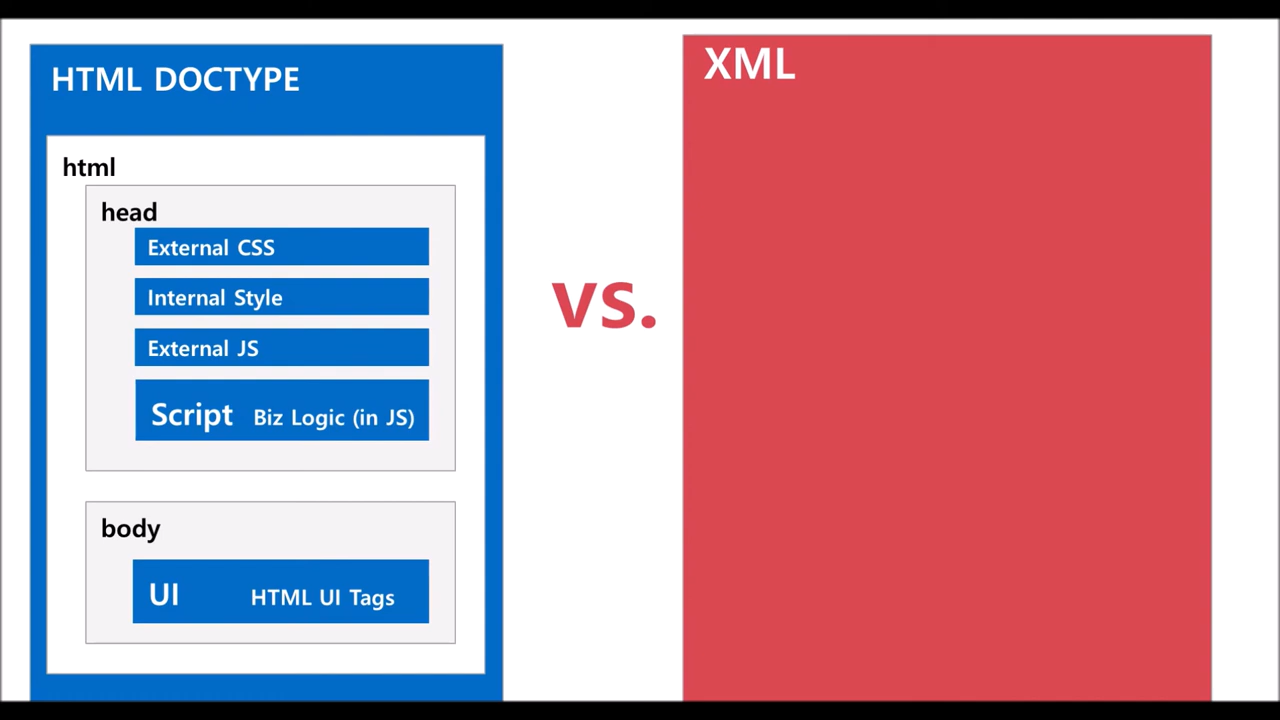 HTML DOCTYPE
html
head
External CSS
Internal Style
External JS
Script Biz Logic (in JS)
body
UI HTML UI Tags
vs.
XML